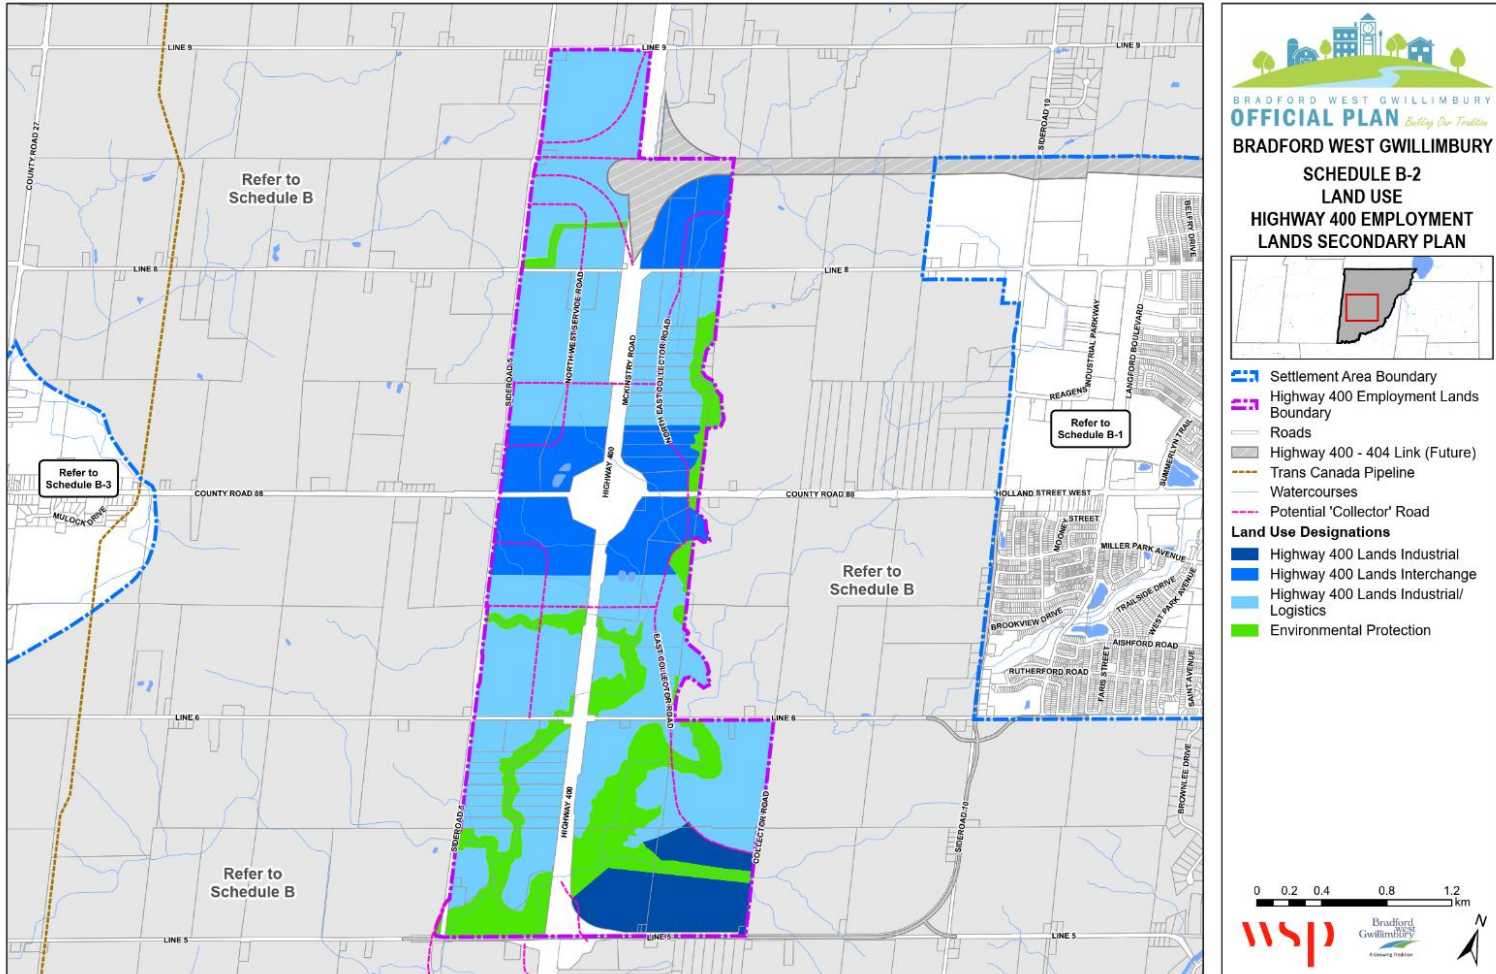 LINE 9
LINE 9
LINE 9
COUNTY ROAD 27
SIDEROAD 10
Refer to
Schedule B
BELFRY DRIVE
LINE 8
LINE 8
SIDEROAD 5
NORTH WEST SERVICE ROAD
MCKINSTRY ROAD
NORTH EAST COLLECTOR ROAD
INDUSTRIAL PARKWAY
LANGFORD BOULEVARD
REAGENS
Refer to
Schedule B-1
SUMMERLYN TRAIL
Refer to
Schedule B-3
MULOCK DRIVE
COUNTY ROAD 88
HIGHWAY 400
COUNTY ROAD 88
HOLLAND STREET WEST
MOONEY STREET
MILLER PARK AVENUE
Refer to
Schedule B
TRAILSIDE DRIVE
WEST PARK AVENUE
BROOKVIEW DRIVE
AISHFORD ROAD
RUTHERFORD ROAD
FARIS STREET
SAINT AVENUE
EAST COLLECTOR ROAD
LINE 6
LINE 6
BROWNLEE DRIVE
SIDEROAD 5
HIGHWAY 400
COLLECTOR ROAD
SIDEROAD 10
Refer to
Schedule B
LINE 5
LINE 5
LINE 5
BRADFORD WEST GWILLIMBURY
OFFICIAL PLAN Building Our Tradition
BRADFORD WEST GWILLIMBURY
SCHEDULE B-2
LAND USE
HIGHWAY 400 EMPLOYMENT
LANDS SECONDARY PLAN
Settlement Area Boundary
Highway 400 Employment Lands
Boundary
Roads
Highway 400 - 404 Link (Future)
Trans Canada Pipeline
Watercourses
Potential 'Collector' Road
Land Use Designations
Highway 400 Lands Industrial
Highway 400 Lands Interchange
Highway 400 Lands Industrial/
Logistics
Environmental Protection
0 0.2 0.4 0.8 1.2
km
wsp
Bradford
west
Gwillimbury
A Growing Tradition
N